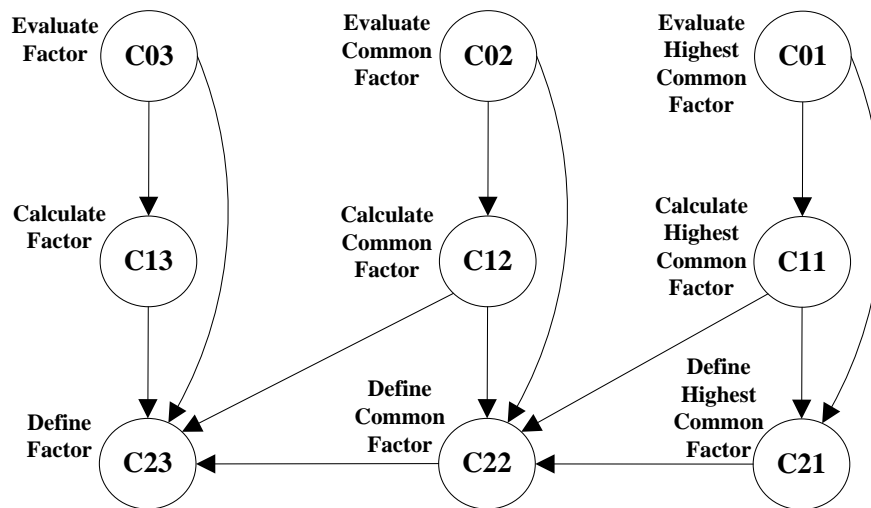 Evaluate
Factor
C03
Evaluate
Common
Factor
C02
Evaluate
Highest
Common
Factor
C01
Calculate
Factor
C13
Calculate
Common
Factor
C12
Calculate
Highest
Common
Factor
C11
Define
Factor
C23
Define
Common
Factor
C22
Define
Highest
Common
Factor
C21